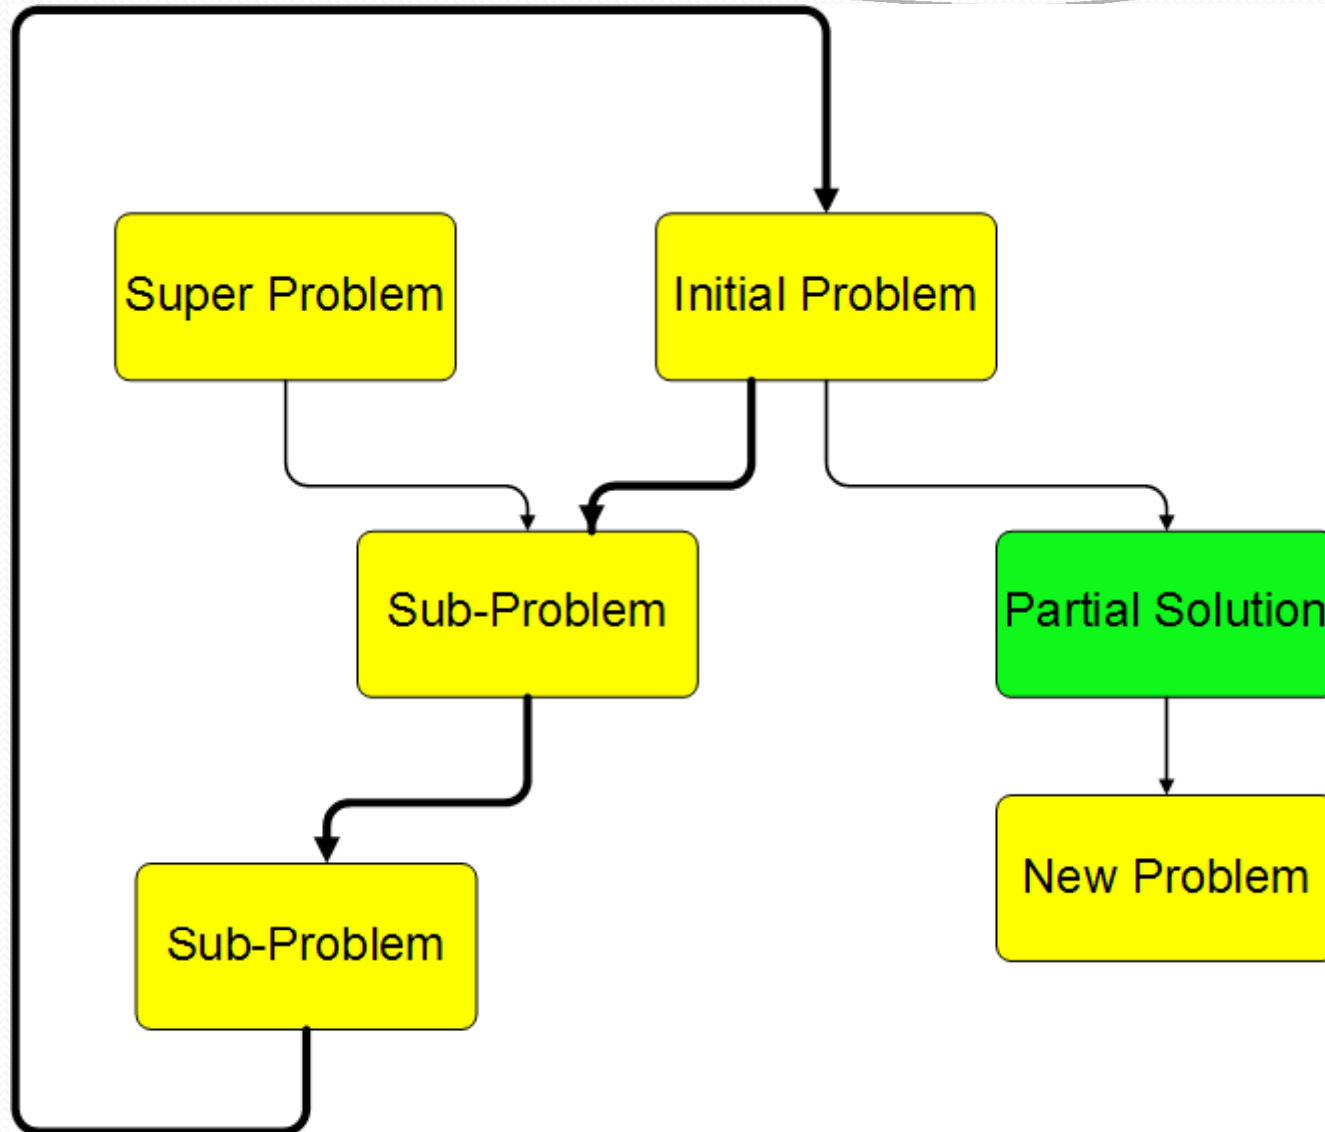 Super Problem
Initial Problem
Sub-Problem
Partial Solution
New Problem
Sub-Problem